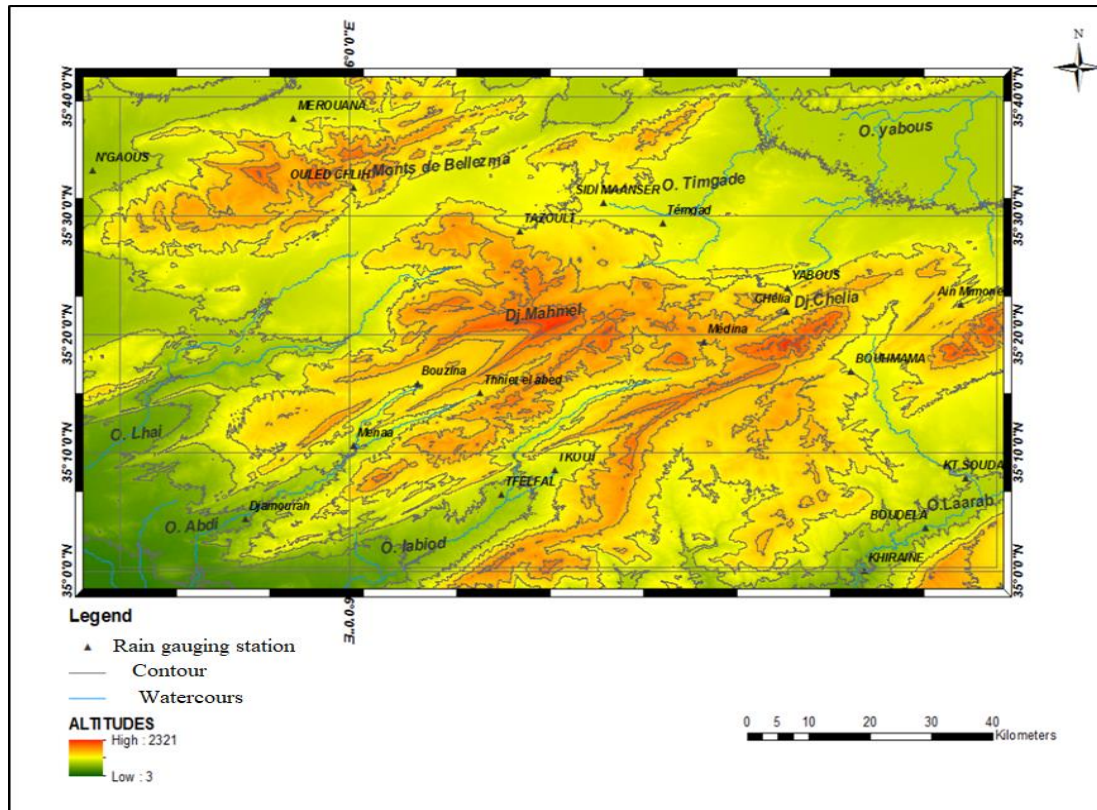 N
6°0'0"E
35°40'0"N
35°40'0"N
MEROUANA
O. yabous
N'GAOUS
Monts de Bellezma
OULED CHLIH
SIDI MAANSER
O. Timgade
35°30'0"N
35°30'0"N
TAZOULT
Témgad
YABOUS
Chélia
Dj.Chelia
Ain Mimone
Dj.Mahmel
35°20'0"N
35°20'0"N
Médina
BOUHMAMA
Bouzina
Thniet el abed
O. Lhai
Menaa
35°10'0"N
35°10'0"N
TKOUI
KT SOUDA
TFELFAL
Djamourrah
O. Abdi
O.Laarab
BOUDELA
O. labiod
KHIRAINE
35°0'0"N
35°0'0"N
6°0'0"E
Legend
Rain gauging station
Contour
Watercours
ALTITUDES
High : 2321
Low : 3
0 5 10 20 30 40
Kilometers